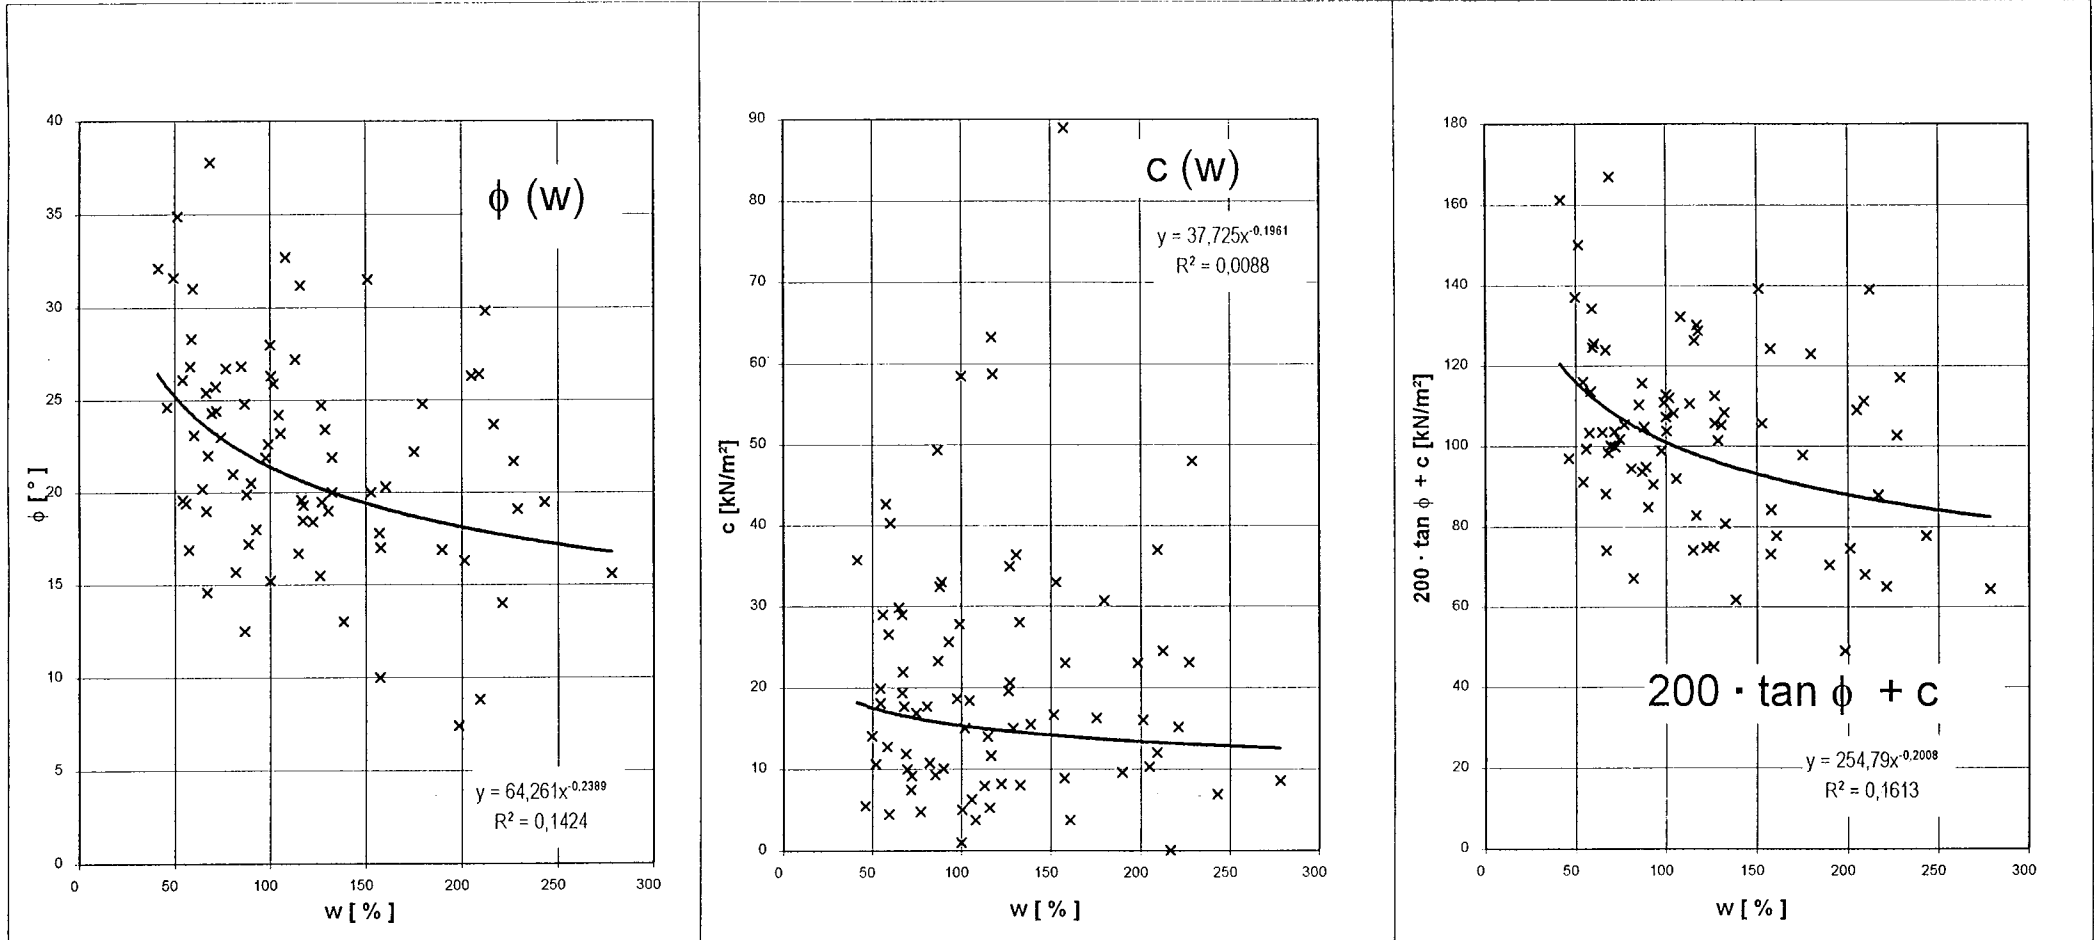 40
35
30
25
20
15
10
5
0
ϕ [ ° ]
ϕ (w)
y = 64,261x^-0,2389
R² = 0,1424
0 50 100 150 200 250 300
w [ % ]
90
80
70
60
50
40
30
20
10
0
c [kN/m²]
c (w)
y = 37,725x^-0,1961
R² = 0,0088
0 50 100 150 200 250 300
w [ % ]
180
160
140
120
100
80
60
40
20
0
200 · tan ϕ + c [kN/m²]
200 · tan ϕ + c
y = 254,79x^-0,2008
R² = 0,1613
0 50 100 150 200 250 300
w [ % ]